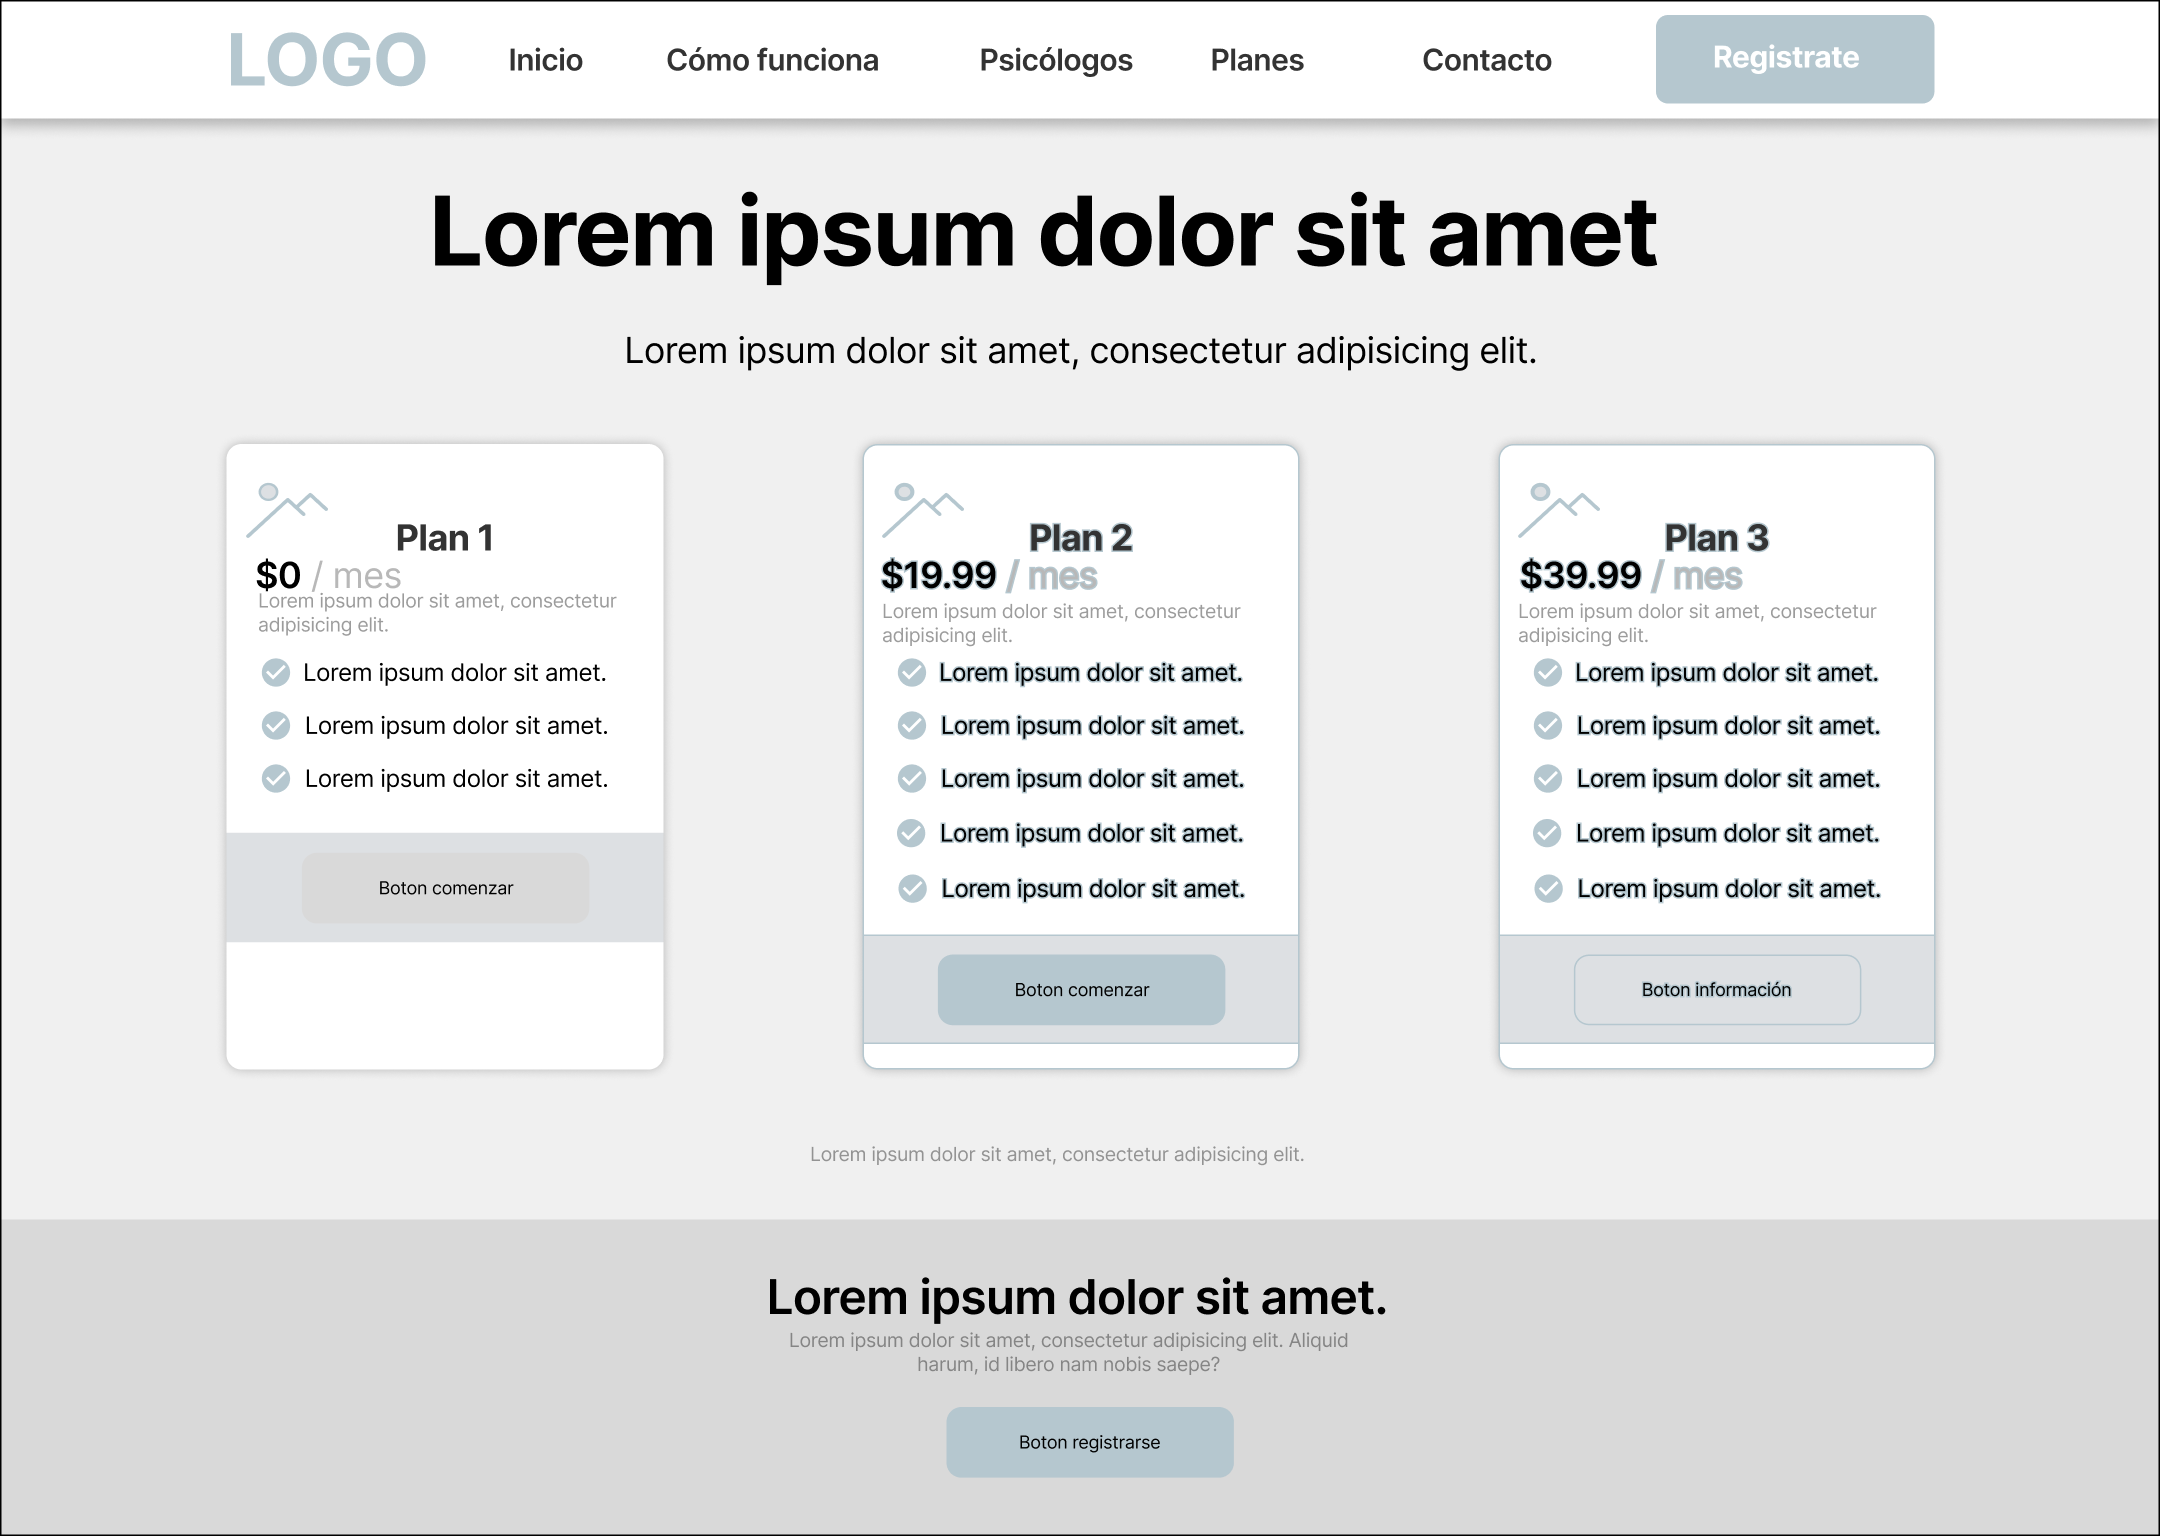 LOGO
Inicio
Cómo funciona
Psicólogos
Planes
Contacto
Registrate
Lorem ipsum dolor sit amet
Lorem ipsum dolor sit amet, consectetur adipisicing elit.
Plan 1
$0 / mes
Lorem ipsum dolor sit amet, consectetur
adipisicing elit.
Lorem ipsum dolor sit amet.
Lorem ipsum dolor sit amet.
Lorem ipsum dolor sit amet.
Boton comenzar
Plan 2
$19.99 / mes
Lorem ipsum dolor sit amet, consectetur
adipisicing elit.
Lorem ipsum dolor sit amet.
Lorem ipsum dolor sit amet.
Lorem ipsum dolor sit amet.
Lorem ipsum dolor sit amet.
Lorem ipsum dolor sit amet.
Boton comenzar
Plan 3
$39.99 / mes
Lorem ipsum dolor sit amet, consectetur
adipisicing elit.
Lorem ipsum dolor sit amet.
Lorem ipsum dolor sit amet.
Lorem ipsum dolor sit amet.
Lorem ipsum dolor sit amet.
Lorem ipsum dolor sit amet.
Boton información
Lorem ipsum dolor sit amet, consectetur adipisicing elit.
Lorem ipsum dolor sit amet.
Lorem ipsum dolor sit amet, consectetur adipisicing elit. Aliquid
harum, id libero nam nobis saepe?
Boton registrarse